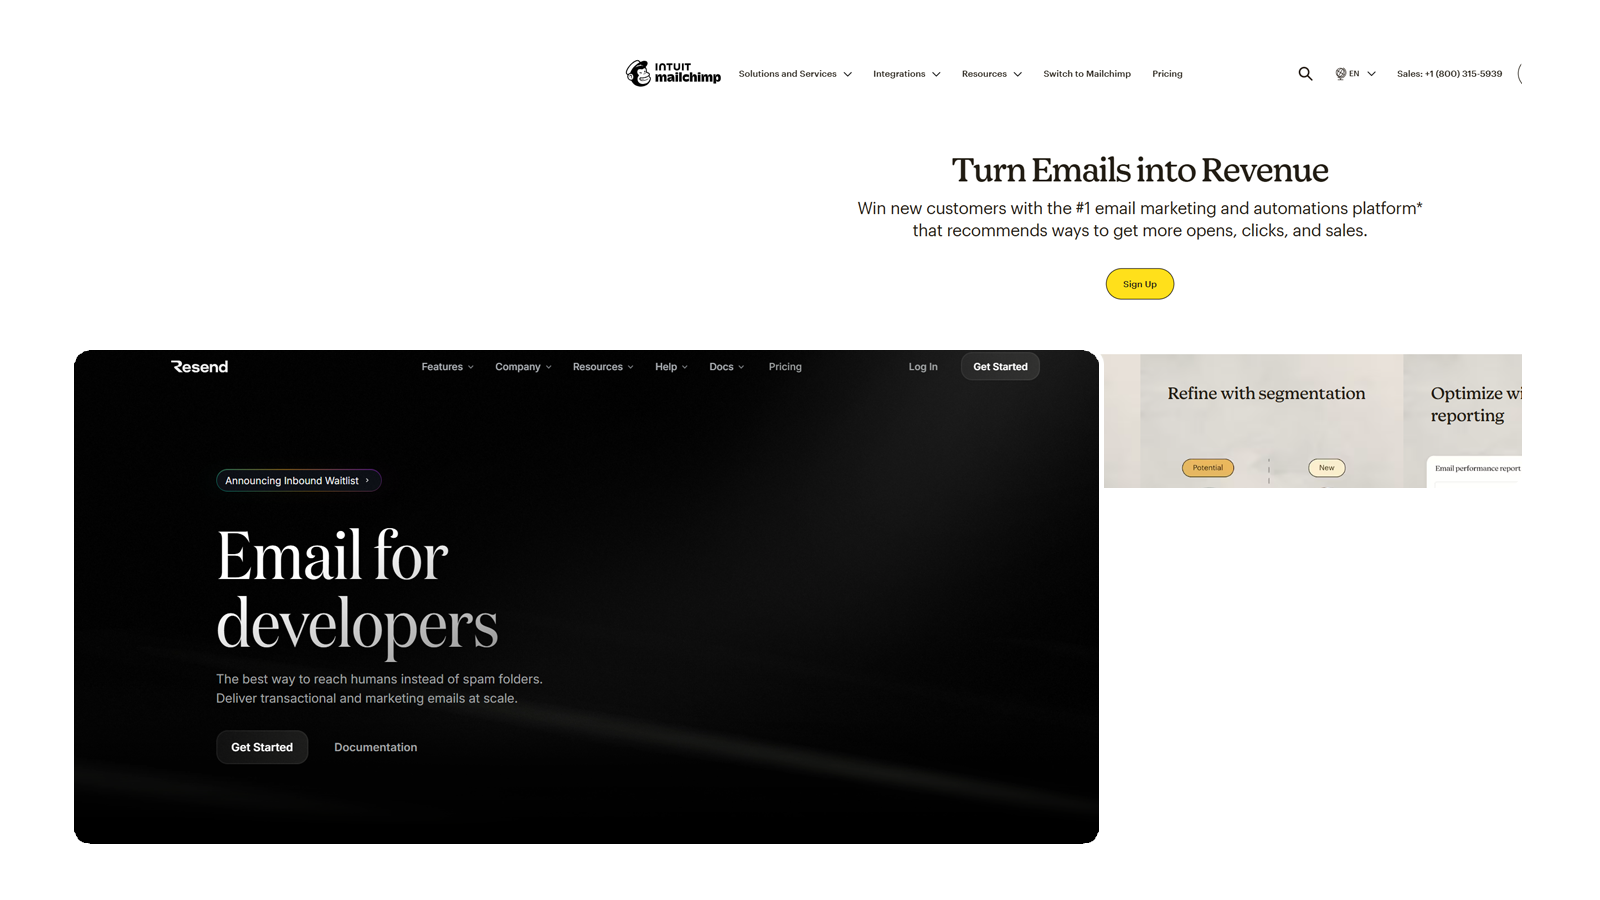 INTUIT
mailchimp
Solutions and Services
Integrations
Resources
Switch to Mailchimp
Pricing
EN
Sales: +1 (800) 315-5939
Turn Emails into Revenue
Win new customers with the #1 email marketing and automations platform*
that recommends ways to get more opens, clicks, and sales.
Sign Up
Resend
Features
Company
Resources
Help
Docs
Pricing
Log In
Get Started
Announcing Inbound Waitlist
Email for
developers
The best way to reach humans instead of spam folders.
Deliver transactional and marketing emails at scale.
Get Started
Documentation
Refine with segmentation
Potential
New
Optimize wi
reporting
Email performance report